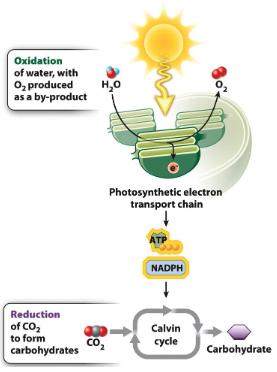 Oxidation
of water, with
O₂ produced
as a by-product
H₂O
O₂
e⁻
Photosynthetic electron
transport chain
ATP
NADPH
Reduction
of CO₂
to form
carbohydrates
CO₂
Calvin
cycle
Carbohydrate